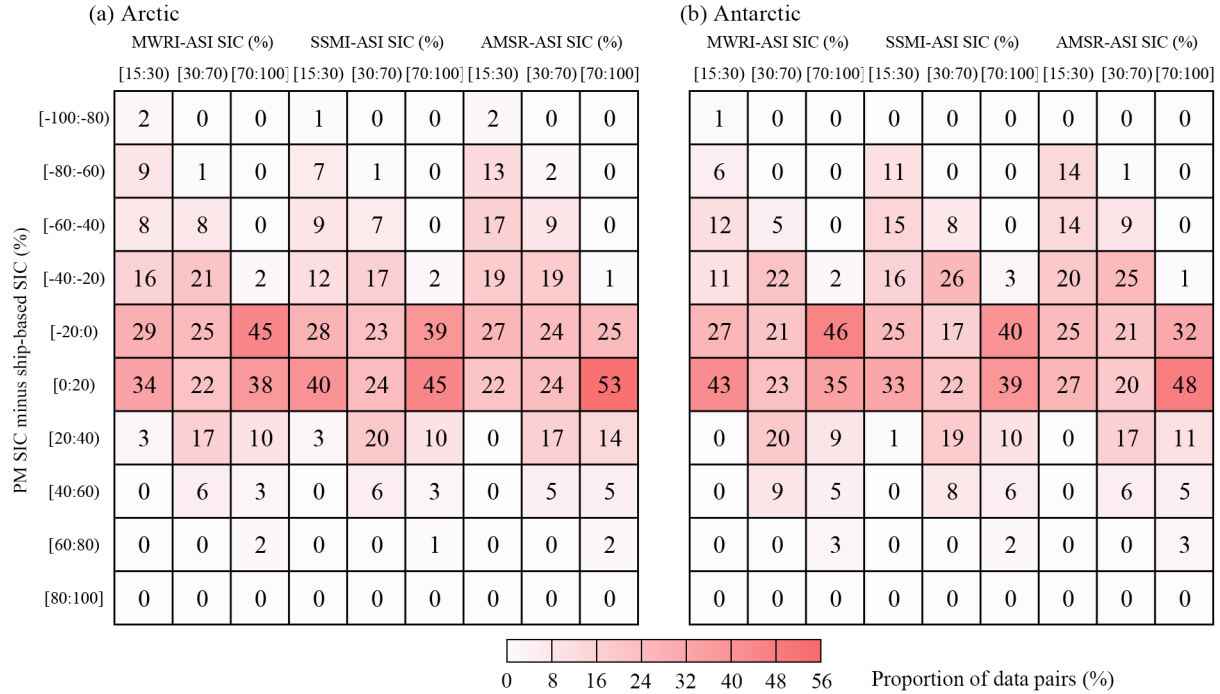 (a) Arctic (b) Antarctic
MWRI-ASI SIC (%) SSMI-ASI SIC (%) AMSR-ASI SIC (%) MWRI-ASI SIC (%) SSMI-ASI SIC (%) AMSR-ASI SIC (%)
[15:30) [30:70) [70:100] [15:30) [30:70) [70:100] [15:30) [30:70) [70:100] [15:30) [30:70) [70:100] [15:30) [30:70) [70:100] [15:30) [30:70) [70:100]
PM SIC minus ship-based SIC (%)
[-100:-80) 2 0 0 1 0 0 2 0 0 1 0 0 0 0 0 0 0 0
[-80:-60) 9 1 0 7 1 0 13 2 0 6 0 0 11 0 0 14 1 0
[-60:-40) 8 8 0 9 7 0 17 9 0 12 5 0 15 8 0 14 9 0
[-40:-20) 16 21 2 12 17 2 19 19 1 11 22 2 16 26 3 20 25 1
[-20:0) 29 25 45 28 23 39 27 24 25 27 21 46 25 17 40 25 21 32
[0:20) 34 22 38 40 24 45 22 24 53 43 23 35 33 22 39 27 20 48
[20:40) 3 17 10 3 20 10 0 17 14 0 20 9 1 19 10 0 17 11
[40:60) 0 6 3 0 6 3 0 5 5 0 9 5 0 8 6 0 6 5
[60:80) 0 0 2 0 0 1 0 0 2 0 0 3 0 0 2 0 0 3
[80:100] 0 0 0 0 0 0 0 0 0 0 0 0 0 0 0 0 0 0
0 8 16 24 32 40 48 56 Proportion of data pairs (%)